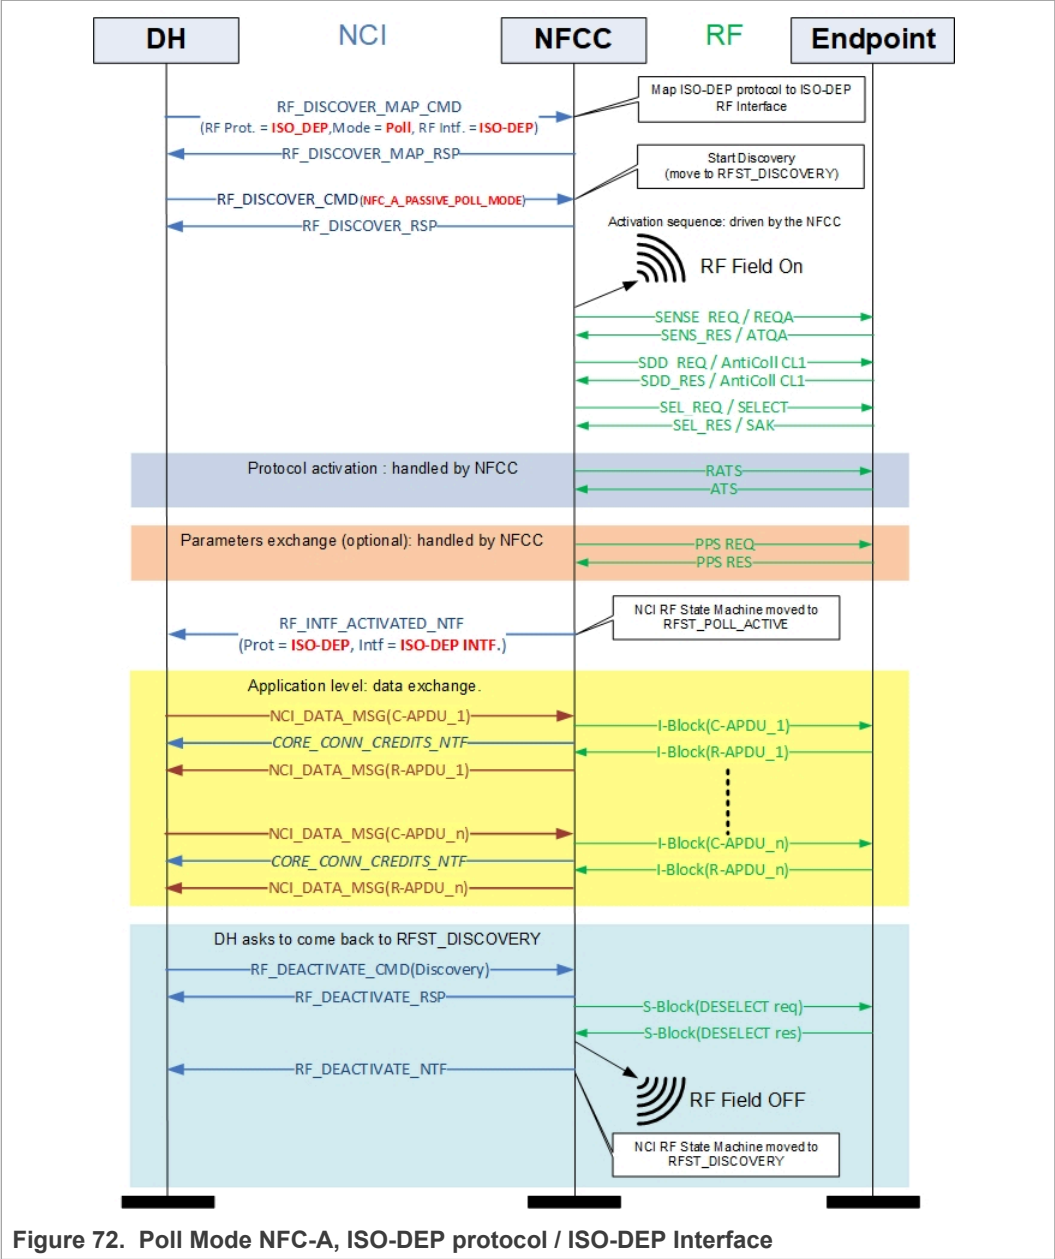 DH NCI NFCC RF Endpoint
Map ISO-DEP protocol to ISO-DEP
RF Interface
RF_DISCOVER_MAP_CMD
(RF Prot. = ISO_DEP,Mode = Poll, RF Intf. = ISO-DEP)
RF_DISCOVER_MAP_RSP
Start Discovery
(move to RFST_DISCOVERY)
RF_DISCOVER_CMD(NFC_A_PASSIVE_POLL_MODE)
RF_DISCOVER_RSP
Activation sequence: driven by the NFCC
RF Field On
SENSE_REQ / REQA
SENS_RES / ATQA
SDD_REQ / AntiColl CL1
SDD_RES / AntiColl CL1
SEL_REQ / SELECT
SEL_RES / SAK
Protocol activation : handled by NFCC
RATS
ATS
Parameters exchange (optional): handled by NFCC
PPS REQ
PPS RES
NCI RF State Machine moved to
RFST_POLL_ACTIVE
RF_INTF_ACTIVATED_NTF
(Prot = ISO-DEP, Intf = ISO-DEP INTF.)
Application level: data exchange.
NCI_DATA_MSG(C-APDU_1)
I-Block(C-APDU_1)
CORE_CONN_CREDITS_NTF
I-Block(R-APDU_1)
NCI_DATA_MSG(R-APDU_1)
NCI_DATA_MSG(C-APDU_n)
I-Block(C-APDU_n)
CORE_CONN_CREDITS_NTF
I-Block(R-APDU_n)
NCI_DATA_MSG(R-APDU_n)
DH asks to come back to RFST_DISCOVERY
RF_DEACTIVATE_CMD(Discovery)
RF_DEACTIVATE_RSP
S-Block(DESELECT req)
S-Block(DESELECT res)
RF_DEACTIVATE_NTF
RF Field OFF
NCI RF State Machine moved to
RFST_DISCOVERY
Figure 72. Poll Mode NFC-A, ISO-DEP protocol / ISO-DEP Interface